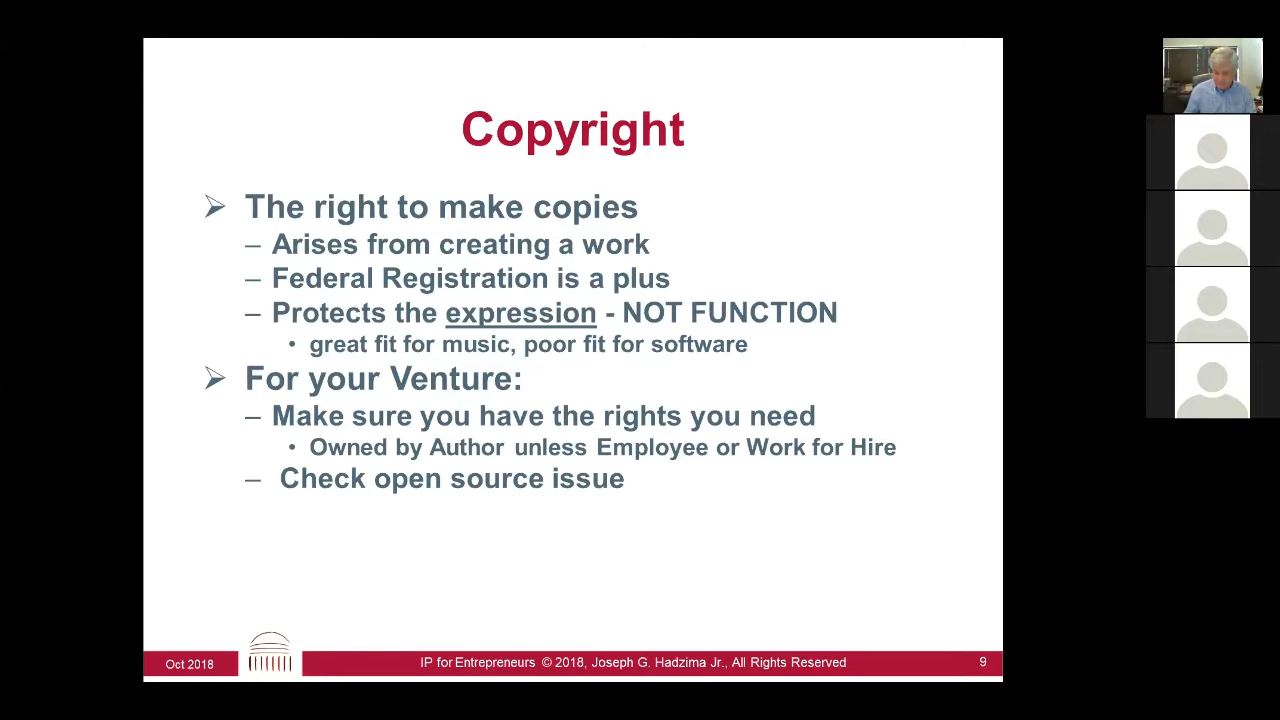 Copyright
➢ The right to make copies
– Arises from creating a work
– Federal Registration is a plus
– Protects the expression - NOT FUNCTION
• great fit for music, poor fit for software
➢ For your Venture:
– Make sure you have the rights you need
• Owned by Author unless Employee or Work for Hire
– Check open source issue
Oct 2018
IP for Entrepreneurs © 2018, Joseph G. Hadzima Jr., All Rights Reserved
9